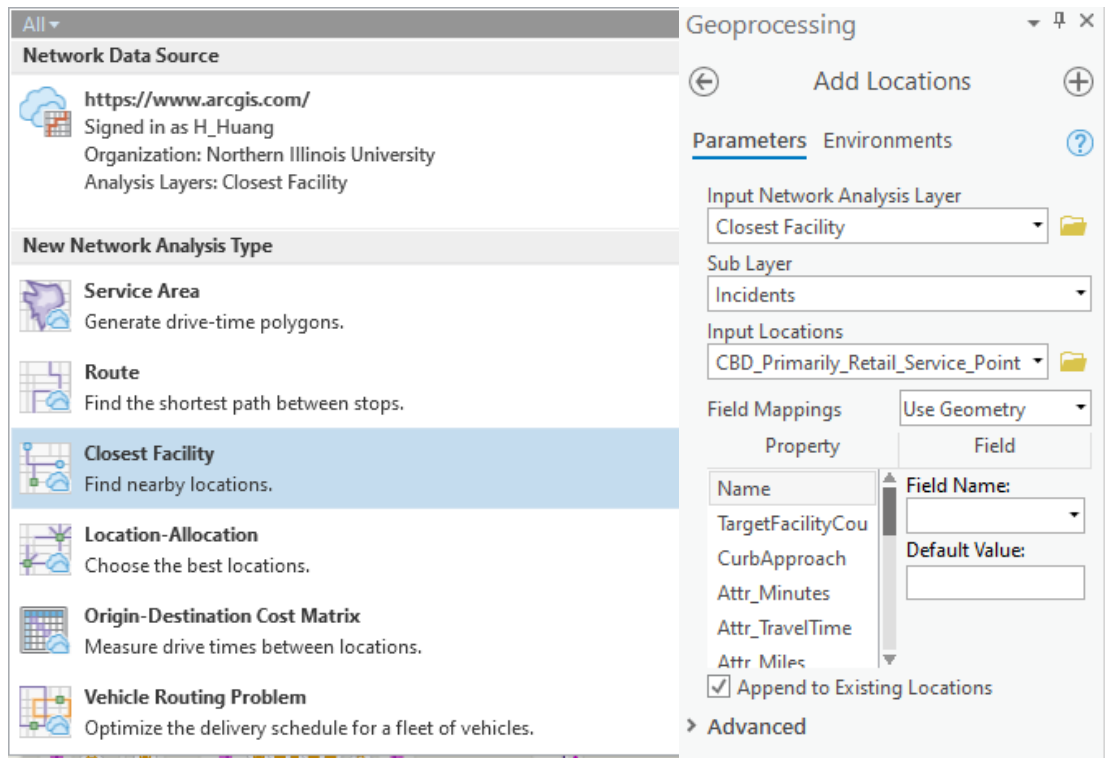 All
Network Data Source
https://www.arcgis.com/
Signed in as H_Huang
Organization: Northern Illinois University
Analysis Layers: Closest Facility
New Network Analysis Type
Service Area
Generate drive-time polygons.
Route
Find the shortest path between stops.
Closest Facility
Find nearby locations.
Location-Allocation
Choose the best locations.
Origin-Destination Cost Matrix
Measure drive times between locations.
Vehicle Routing Problem
Optimize the delivery schedule for a fleet of vehicles.
Geoprocessing
Add Locations
Parameters Environments
Input Network Analysis Layer
Closest Facility
Sub Layer
Incidents
Input Locations
CBD_Primarily_Retail_Service_Point
Field Mappings Use Geometry
Property Field
Name
TargetFacilityCou
CurbApproach
Attr_Minutes
Attr_TravelTime
Attr_Miles
Field Name:
Default Value:
Append to Existing Locations
Advanced